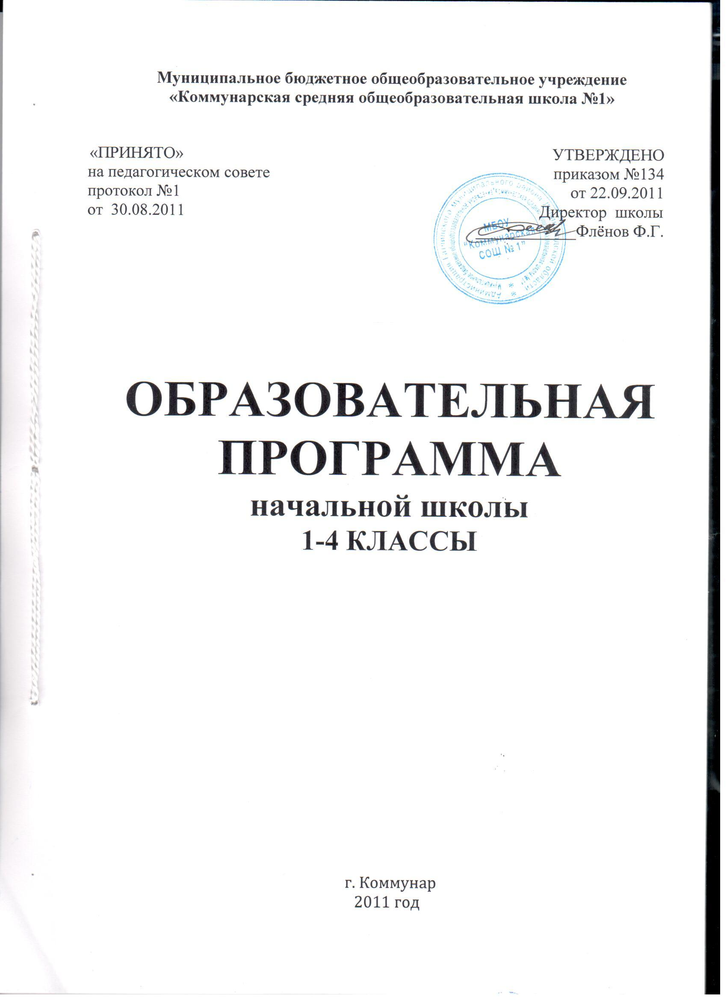 Муниципальное бюджетное общеобразовательное учреждение
«Коммунарская средняя общеобразовательная школа №1»
«ПРИНЯТО»
на педагогическом совете
протокол №1
от 30.08.2011
УТВЕРЖДЕНО
приказом №134
от 22.09.2011
Директор школы
Флёнов Ф.Г.
МБОУ
"Коммунарская
СОШ № 1"
Администрация Гатчинского муниципального района Ленинградской области
ОБРАЗОВАТЕЛЬНАЯ
ПРОГРАММА
начальной школы
1-4 КЛАССЫ
г. Коммунар
2011 год